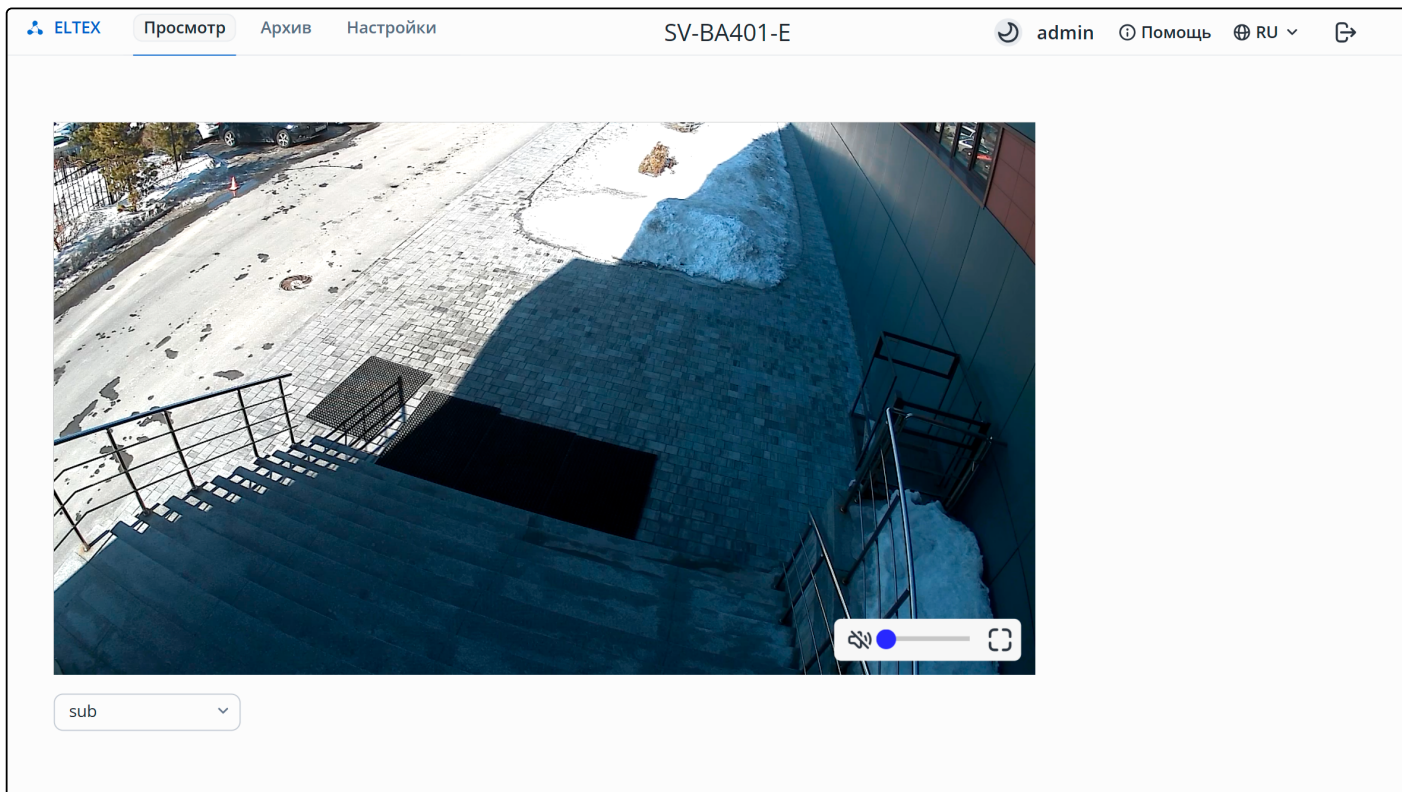 ELTEX Просмотр Архив Настройки SV-BA401-E admin Помощь RU
sub